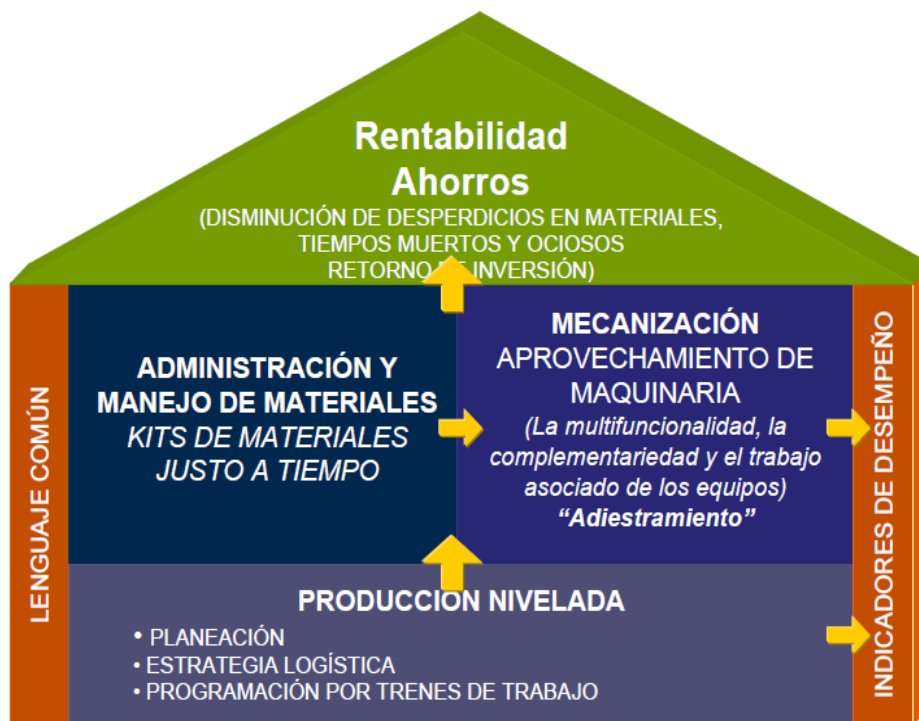 Rentabilidad
Ahorros
(DISMINUCIÓN DE DESPERDICIOS EN MATERIALES,
TIEMPOS MUERTOS Y OCIOSOS
RETORNO DE INVERSIÓN)
LENGUAJE COMÚN
ADMINISTRACIÓN Y
MANEJO DE MATERIALES
KITS DE MATERIALES
JUSTO A TIEMPO
MECANIZACIÓN
APROVECHAMIENTO DE
MAQUINARIA
(La multifuncionalidad, la
complementariedad y el trabajo
asociado de los equipos)
“Adiestramiento”
INDICADORES DE DESEMPEÑO
PRODUCCIÓN NIVELADA
• PLANEACIÓN
• ESTRATEGIA LOGÍSTICA
• PROGRAMACIÓN POR TRENES DE TRABAJO